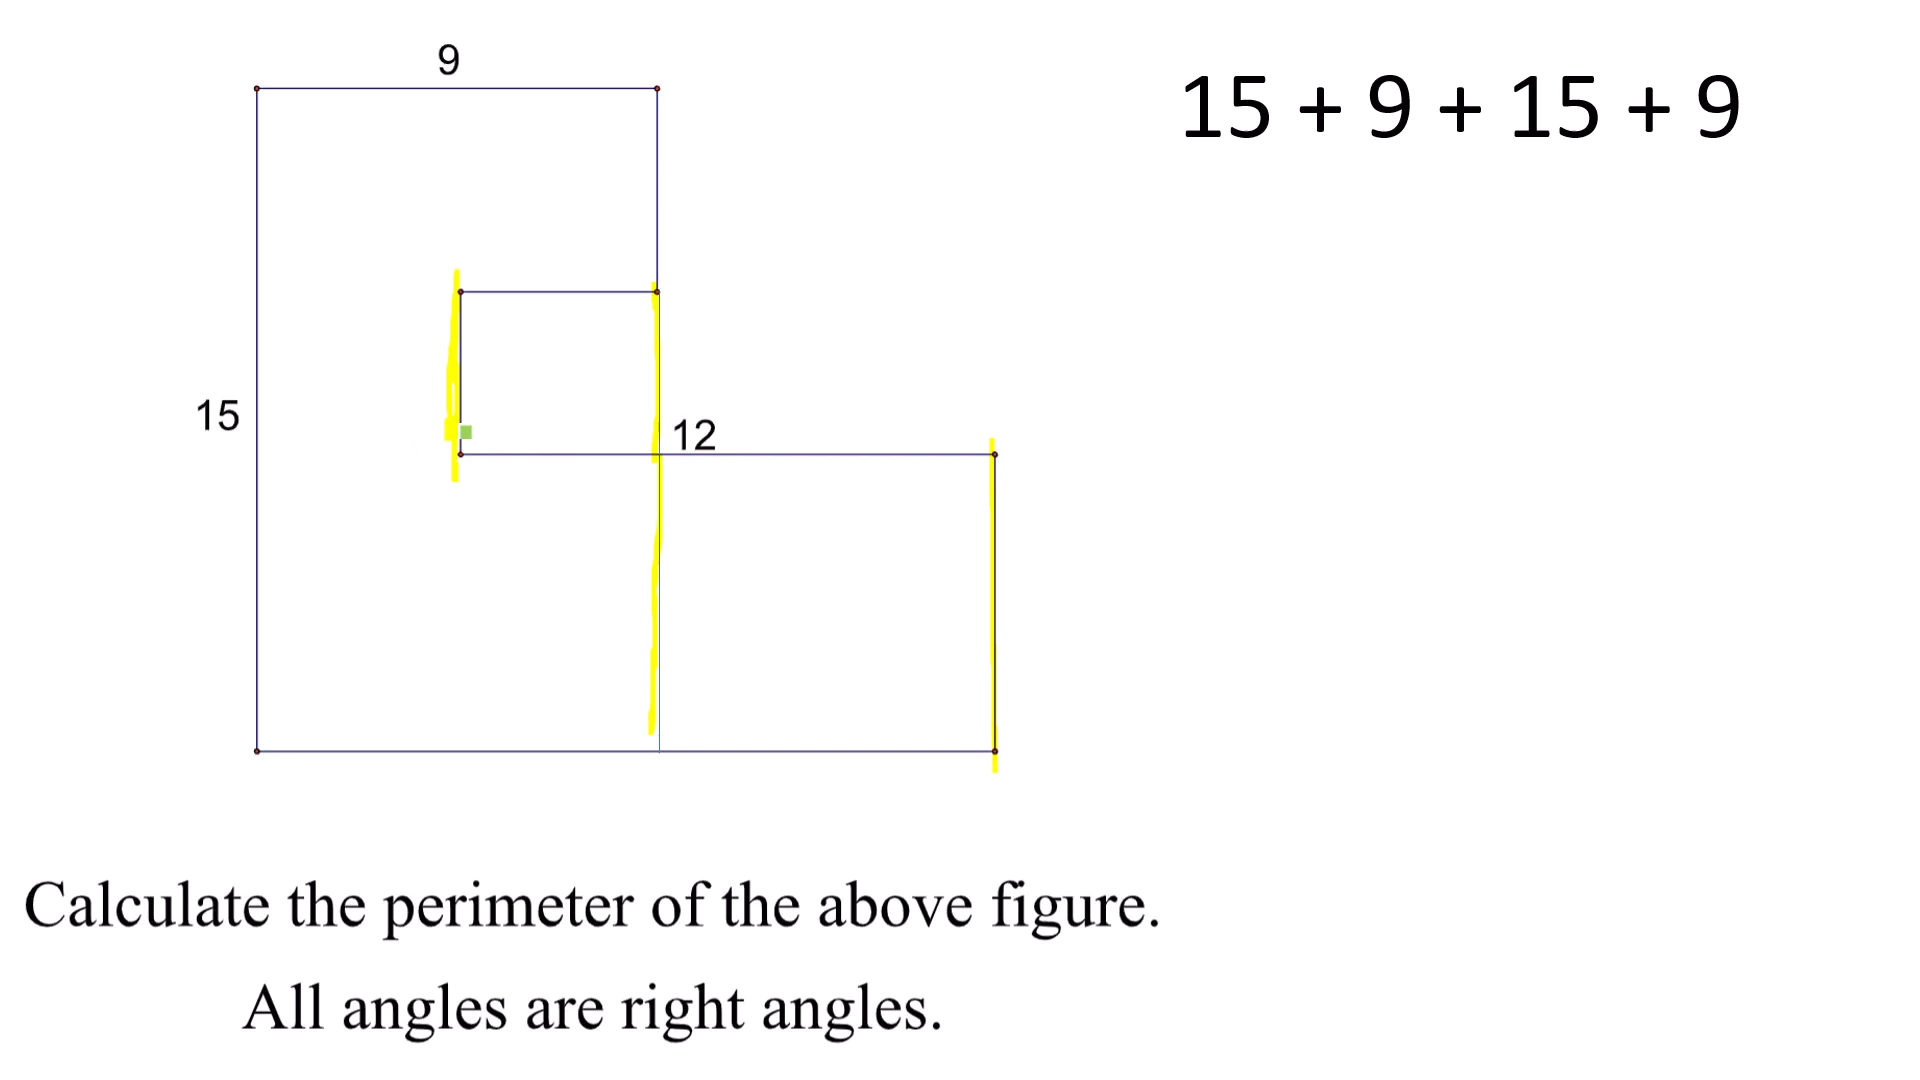 9
15 + 9 + 15 + 9
15
12
Calculate the perimeter of the above figure.
All angles are right angles.